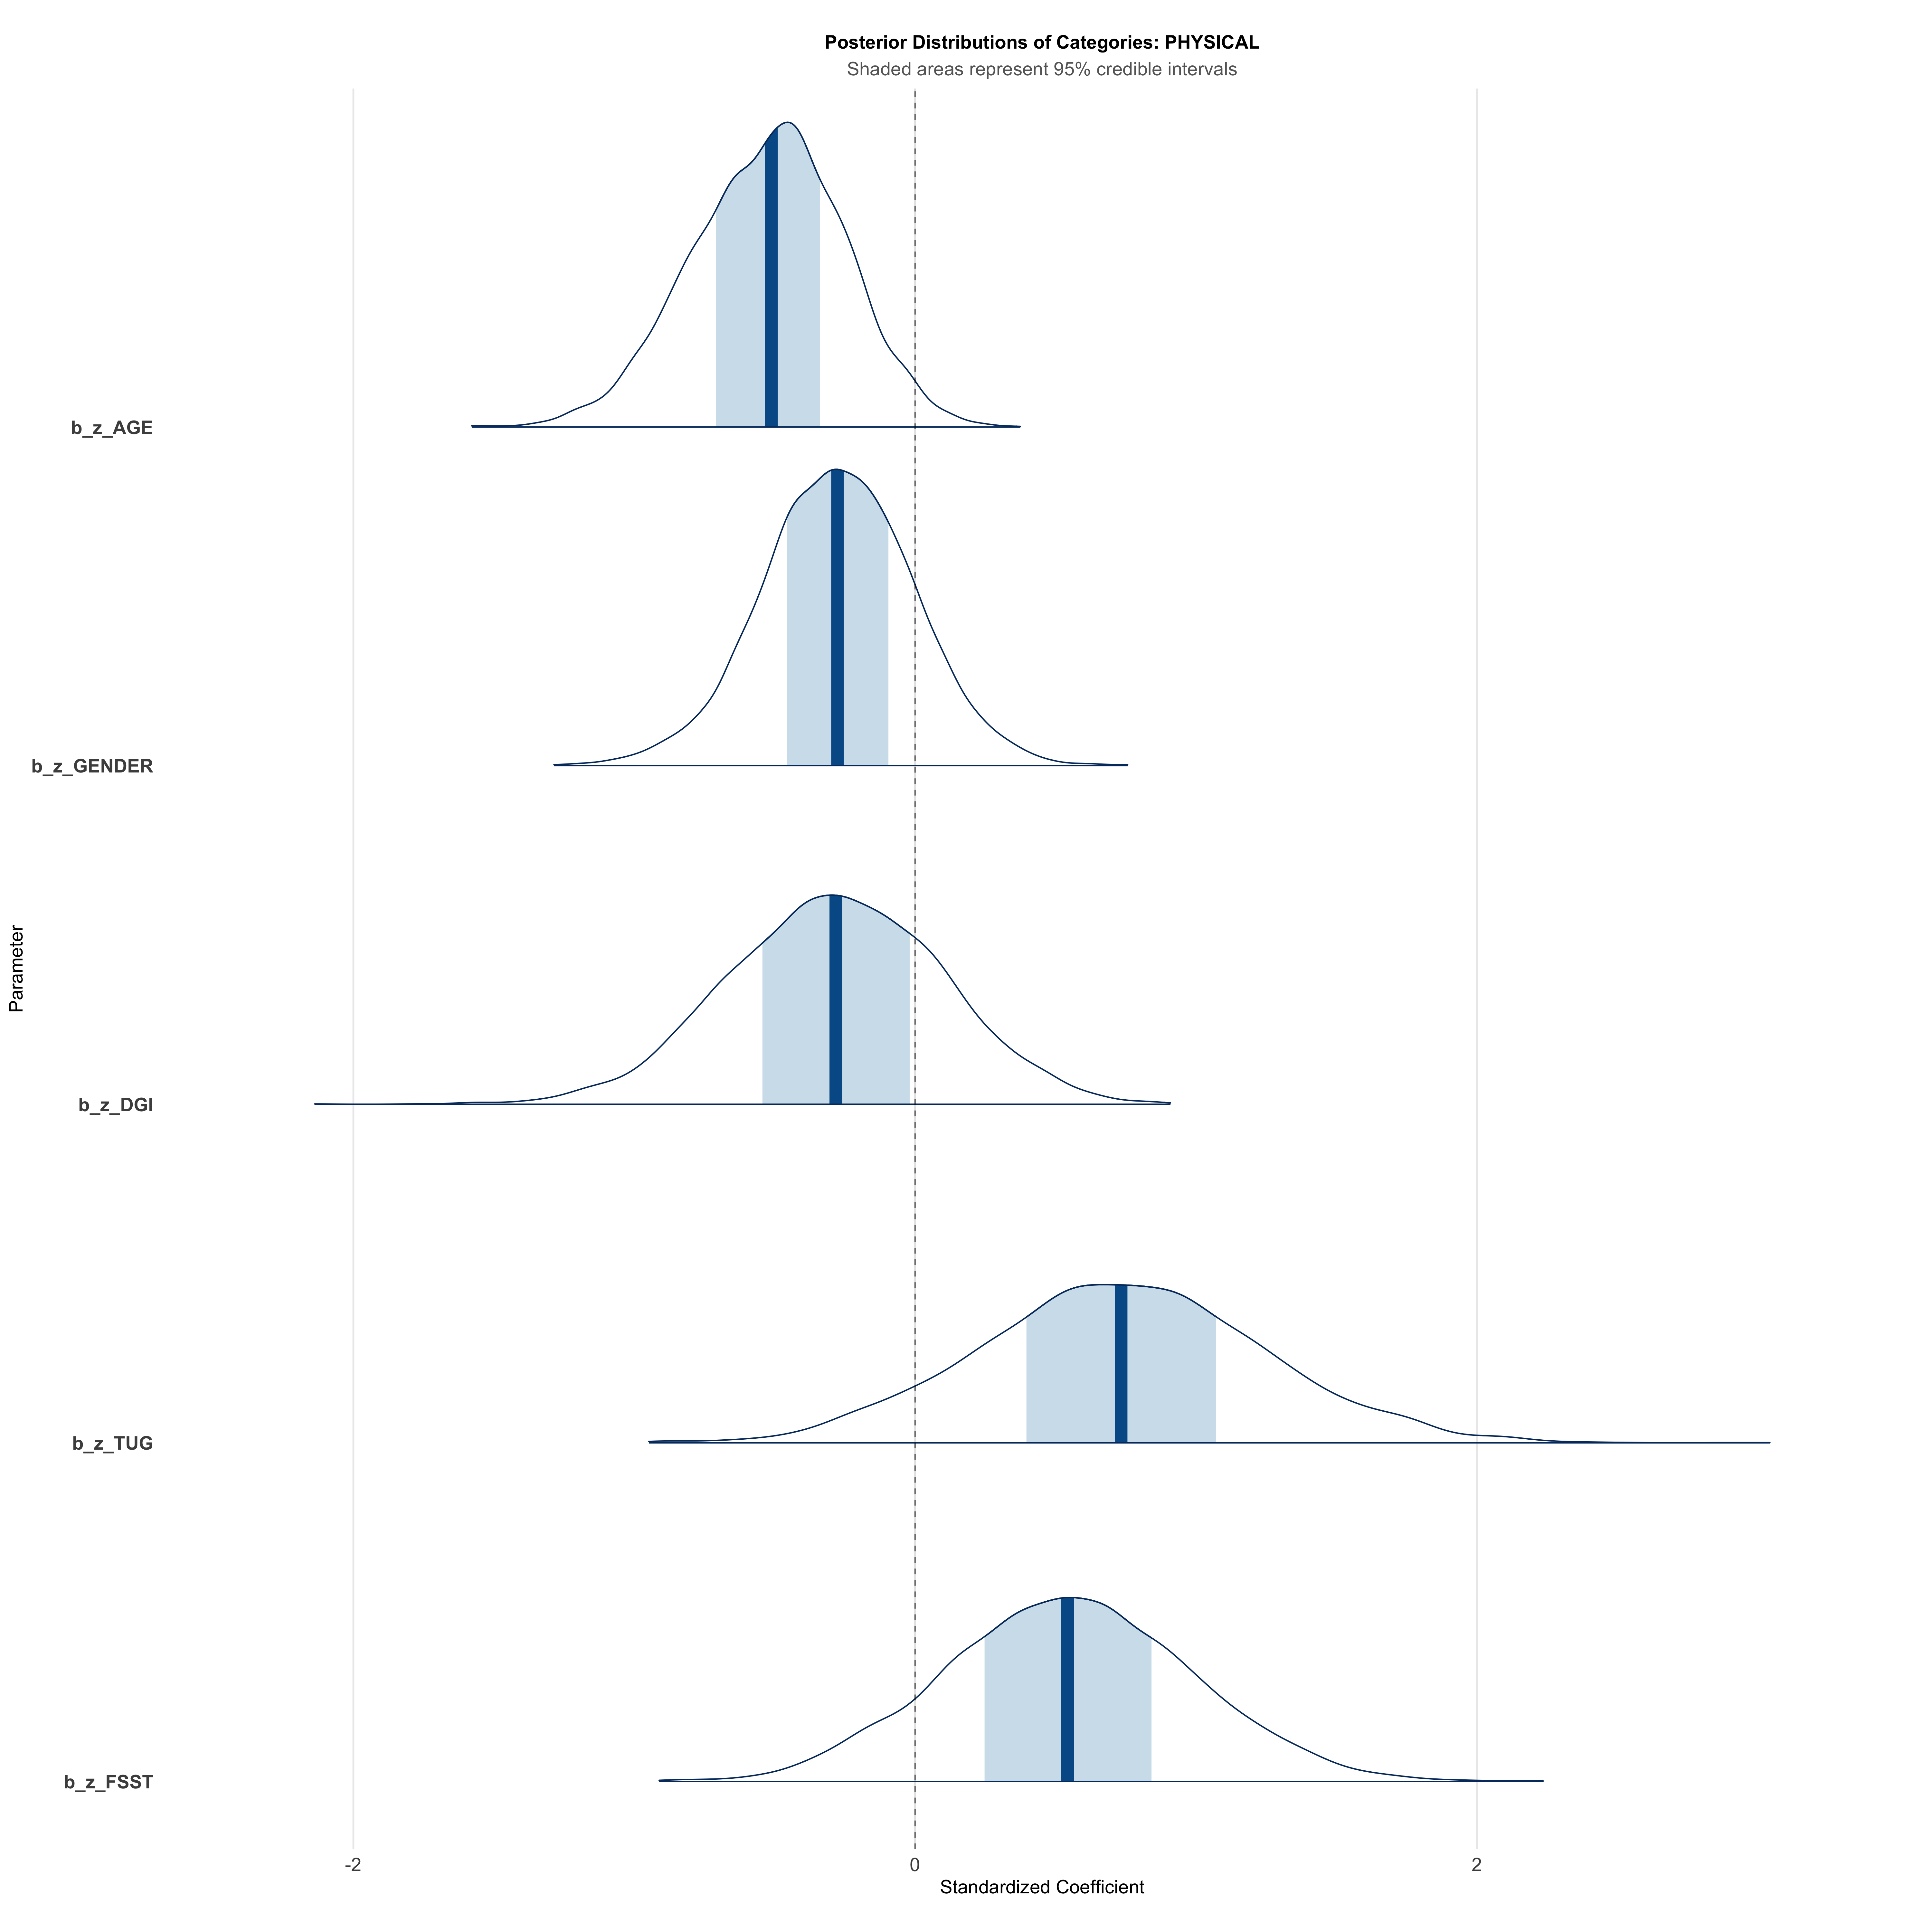 Posterior Distributions of Categories: PHYSICAL
Shaded areas represent 95% credible intervals
Parameter
b_z_AGE
b_z_GENDER
b_z_DGI
b_z_TUG
b_z_FSST
-2 0 2
Standardized Coefficient